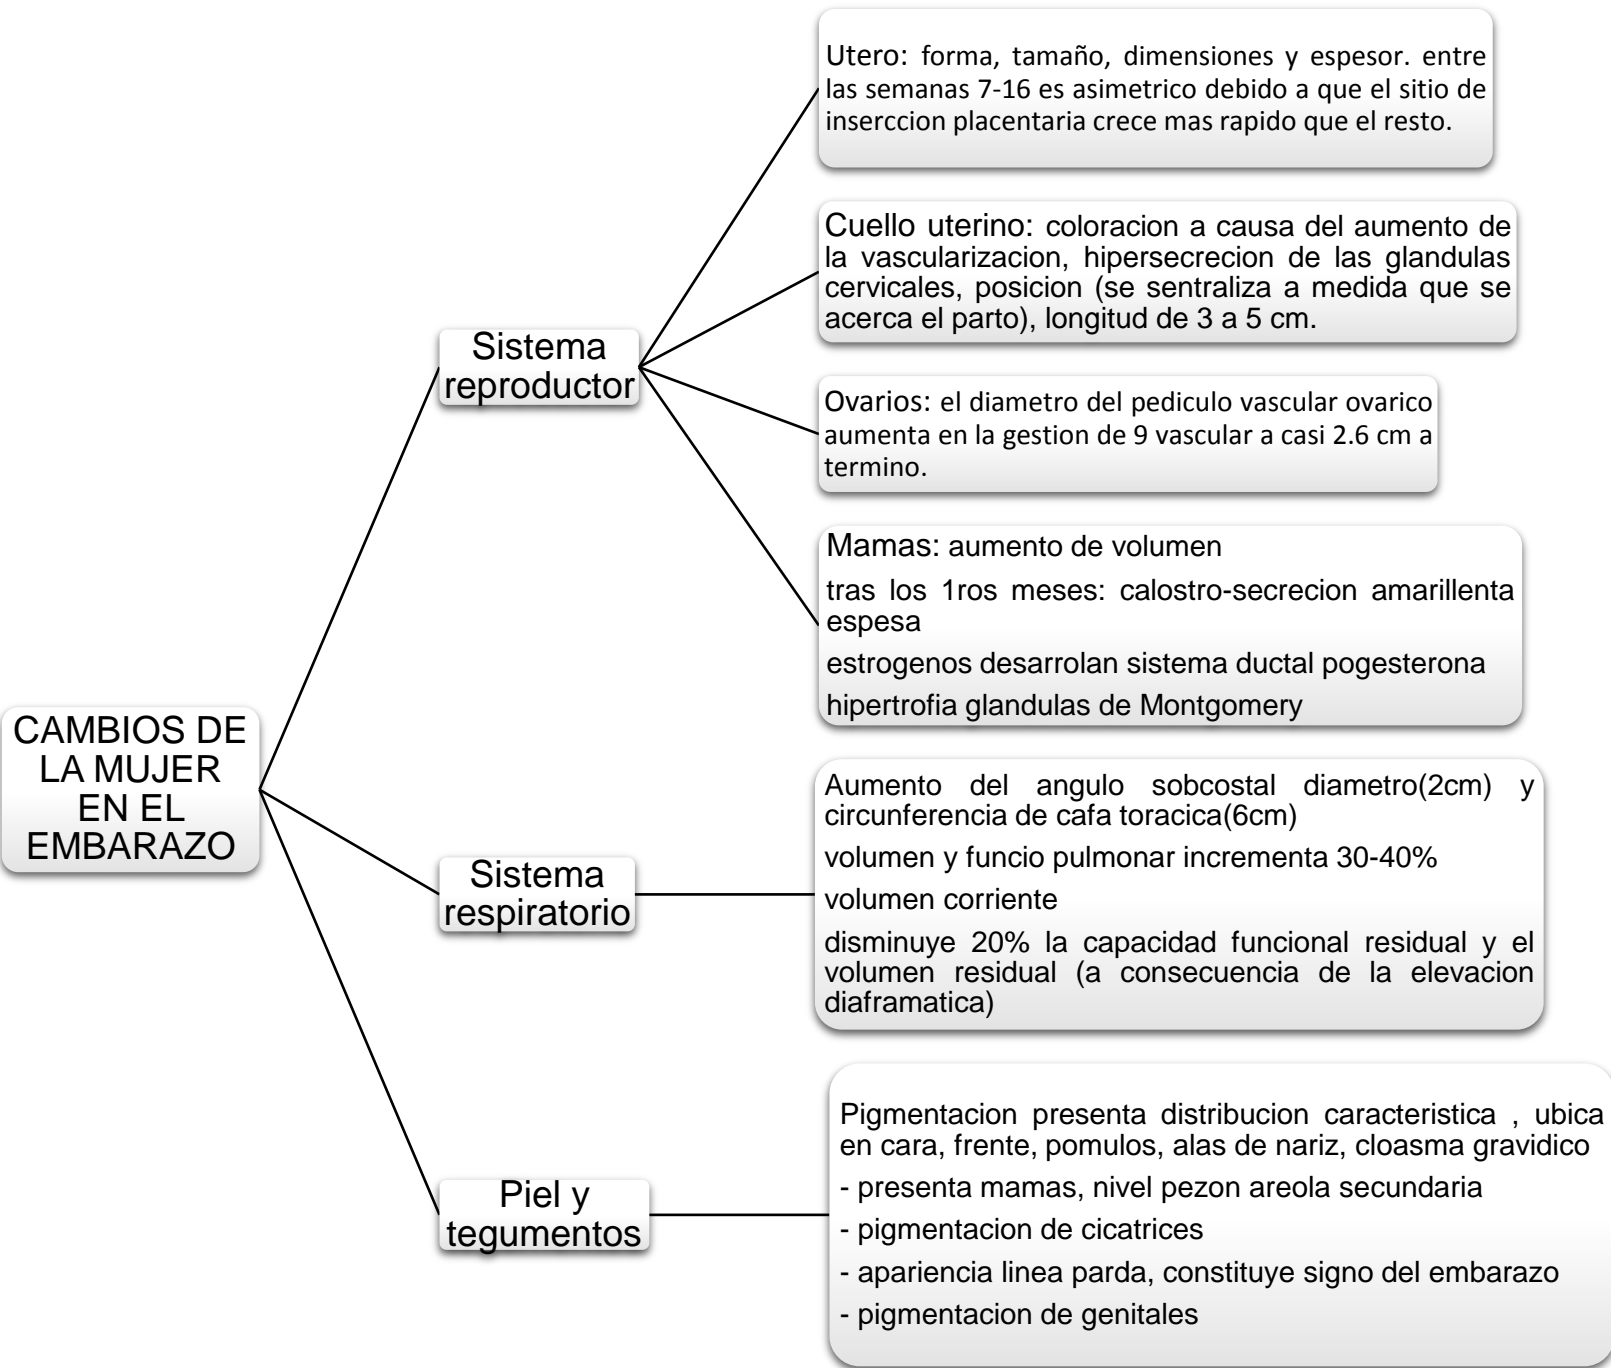 CAMBIOS DE
LA MUJER
EN EL
EMBARAZO
Sistema
reproductor
Utero: forma, tamaño, dimensiones y espesor. entre
las semanas 7-16 es asimetrico debido a que el sitio de
inserccion placentaria crece mas rapido que el resto.
Cuello uterino: coloracion a causa del aumento de
la vascularizacion, hipersecrecion de las glandulas
cervicales, posicion (se sentraliza a medida que se
acerca el parto), longitud de 3 a 5 cm.
Ovarios: el diametro del pediculo vascular ovarico
aumenta en la gestion de 9 vascular a casi 2.6 cm a
termino.
Mamas: aumento de volumen
tras los 1ros meses: calostro-secrecion amarillenta
espesa
estrogenos desarrolan sistema ductal pogesterona
hipertrofia glandulas de Montgomery
Sistema
respiratorio
Aumento del angulo sobcostal diametro(2cm) y
circunferencia de cafa toracica(6cm)
volumen y funcio pulmonar incrementa 30-40%
volumen corriente
disminuye 20% la capacidad funcional residual y el
volumen residual (a consecuencia de la elevacion
diaframatica)
Piel y
tegumentos
Pigmentacion presenta distribucion caracteristica , ubica
en cara, frente, pomulos, alas de nariz, cloasma gravidico
- presenta mamas, nivel pezon areola secundaria
- pigmentacion de cicatrices
- apariencia linea parda, constituye signo del embarazo
- pigmentacion de genitales